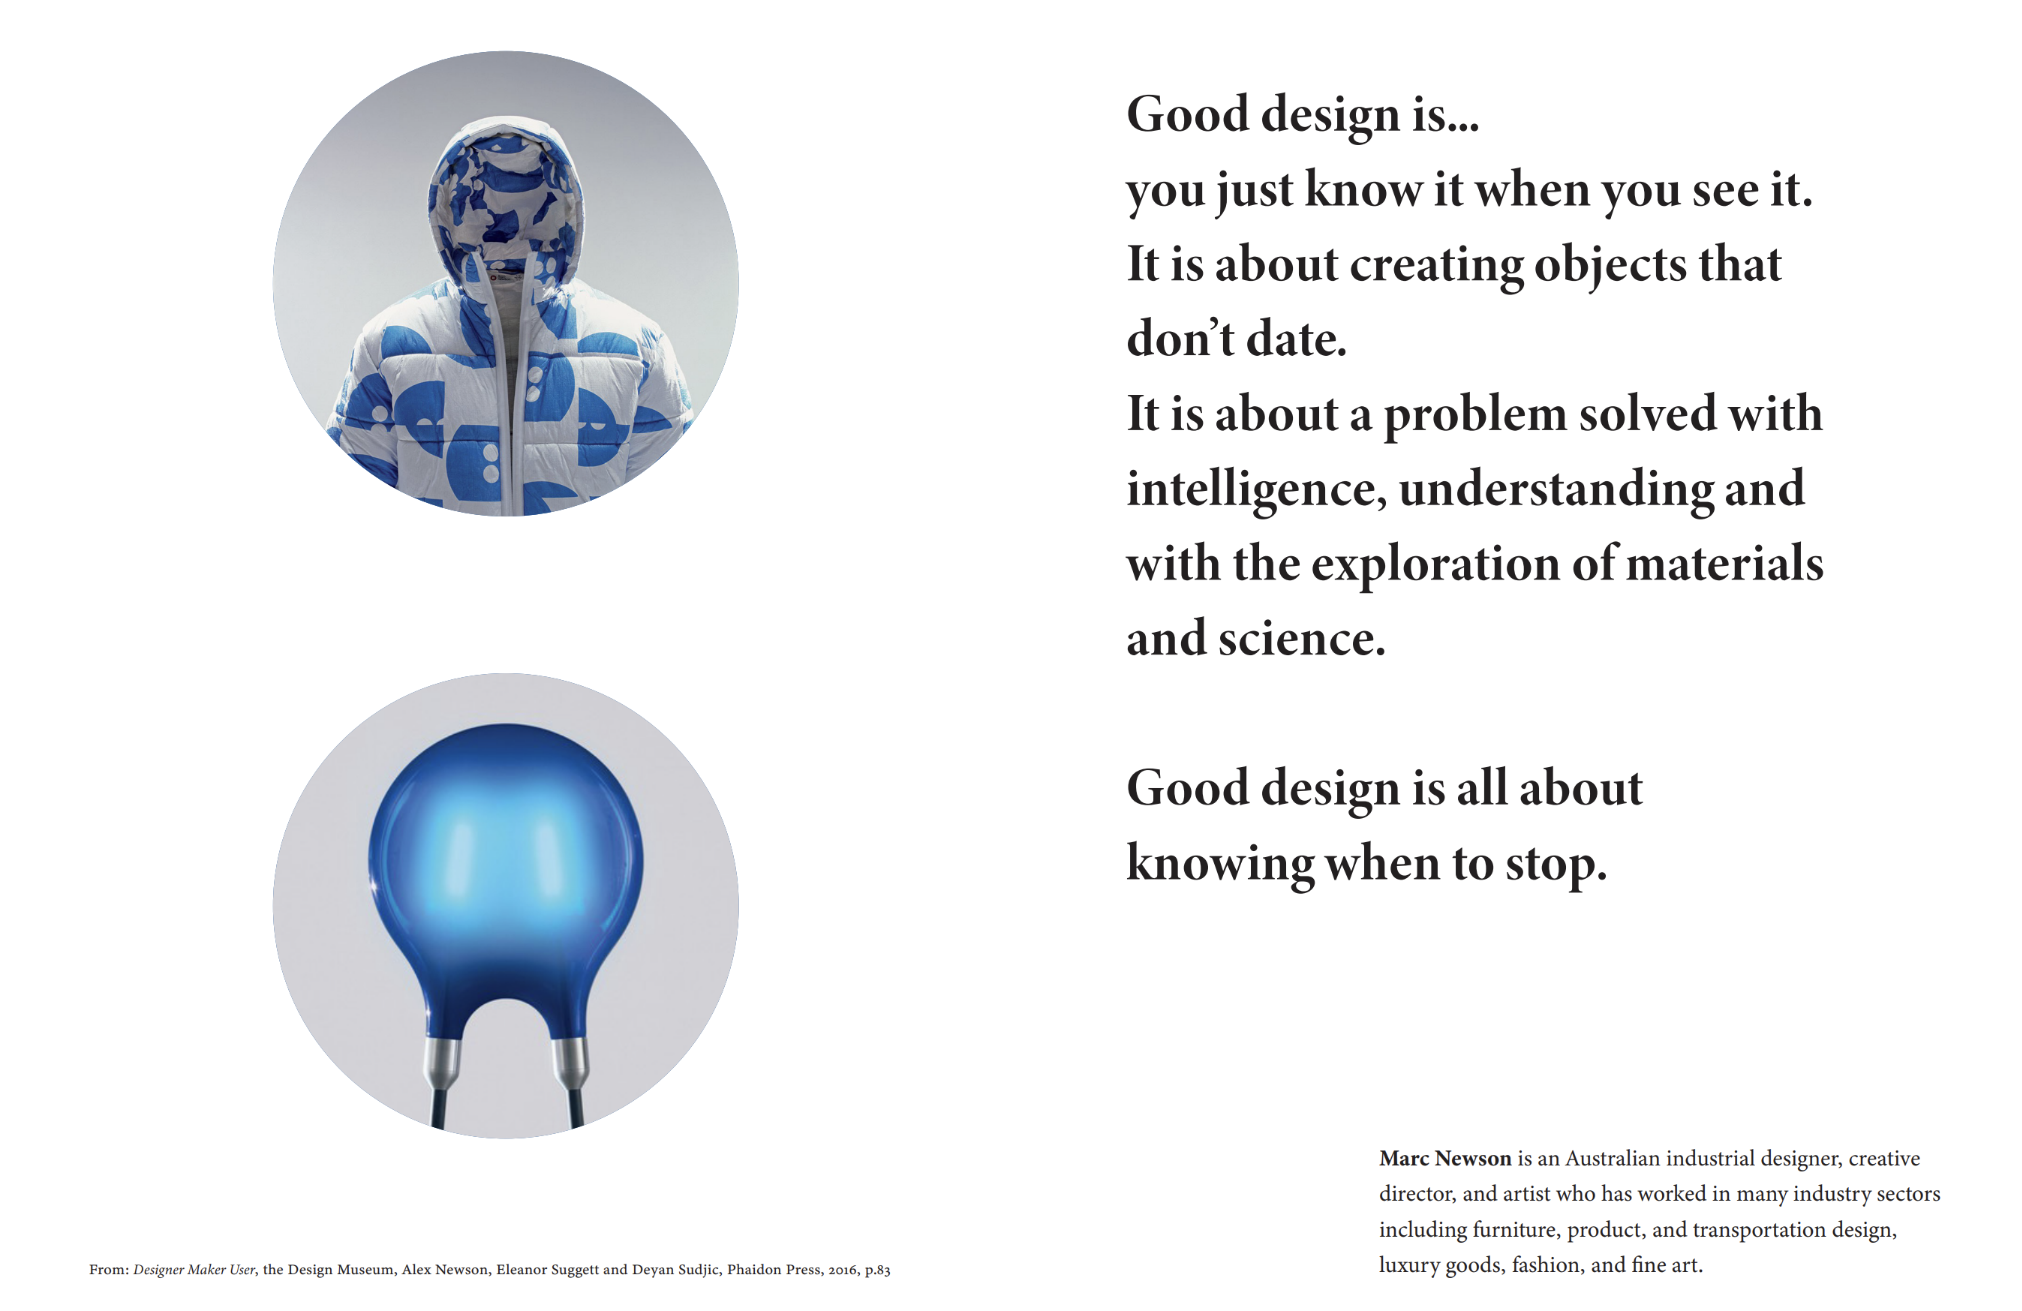 Good design is...
you just know it when you see it.
It is about creating objects that
don’t date.
It is about a problem solved with
intelligence, understanding and
with the exploration of materials
and science.
Good design is all about
knowing when to stop.
Marc Newson is an Australian industrial designer, creative
director, and artist who has worked in many industry sectors
including furniture, product, and transportation design,
luxury goods, fashion, and fine art.
From: Designer Maker User, the Design Museum, Alex Newson, Eleanor Suggett and Deyan Sudjic, Phaidon Press, 2016, p.83